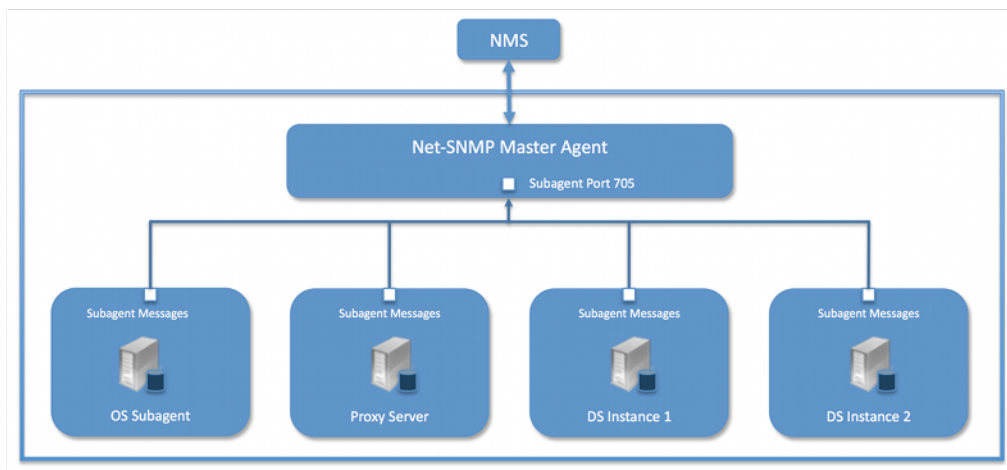 NMS
Net-SNMP Master Agent
Subagent Port 705
Subagent Messages
Subagent Messages
Subagent Messages
Subagent Messages
OS Subagent
Proxy Server
DS Instance 1
DS Instance 2